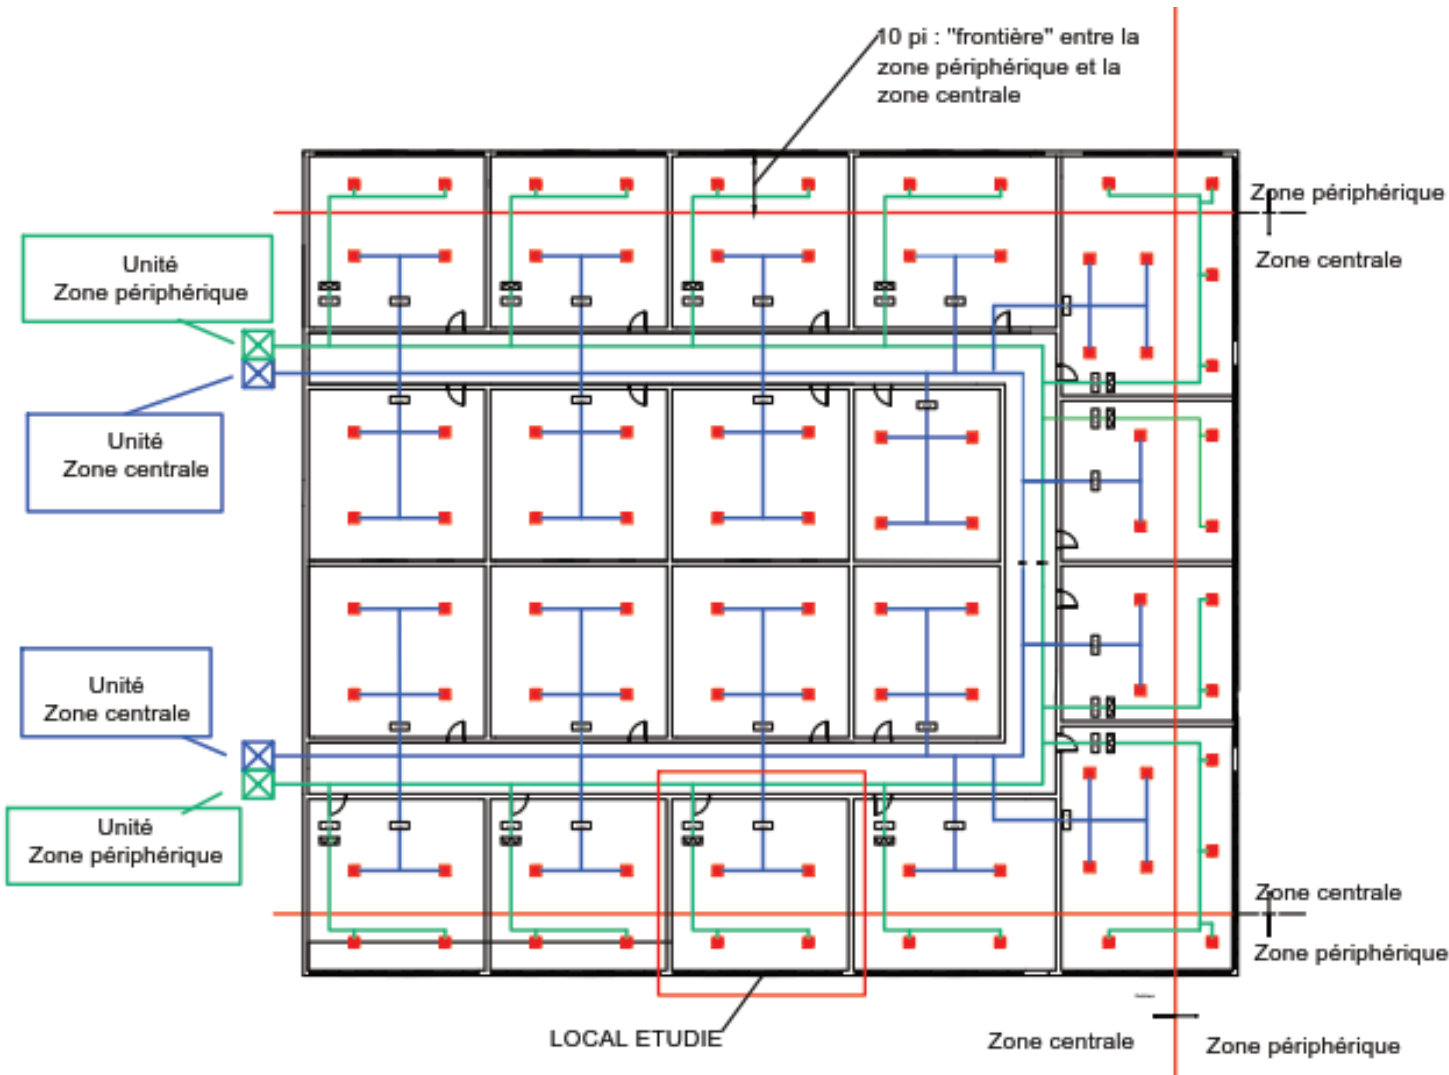 10 pi : "frontière" entre la
zone périphérique et la
zone centrale
Zone périphérique
Zone centrale
Unité
Zone périphérique
Unité
Zone centrale
Unité
Zone centrale
Unité
Zone périphérique
Zone centrale
Zone périphérique
LOCAL ETUDIE
Zone centrale
Zone périphérique